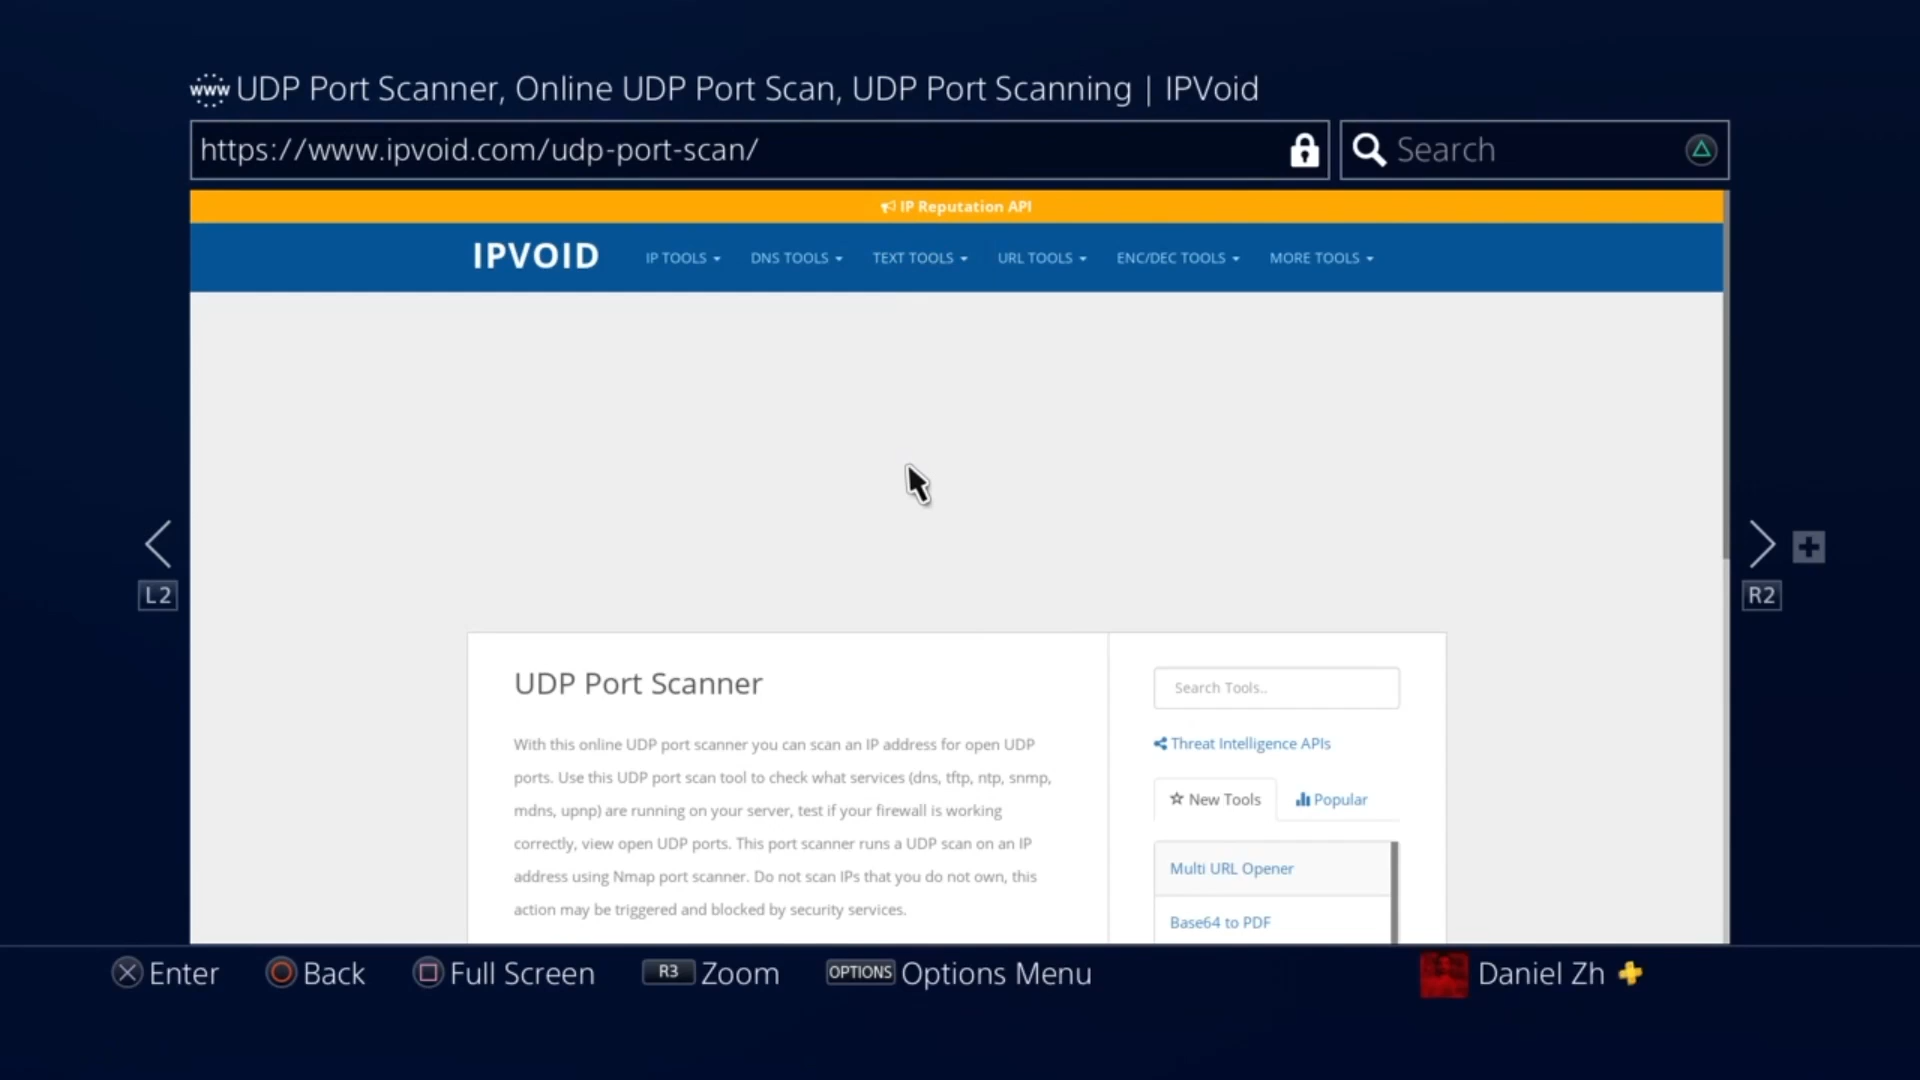 www UDP Port Scanner, Online UDP Port Scan, UDP Port Scanning | IPVoid
https://www.ipvoid.com/udp-port-scan/
Search
IP Reputation API
IPVOID IP TOOLS DNS TOOLS TEXT TOOLS URL TOOLS ENC/DEC TOOLS MORE TOOLS
L2
R2
UDP Port Scanner
With this online UDP port scanner you can scan an IP address for open UDP
ports. Use this UDP port scan tool to check what services (dns, tftp, ntp, snmp,
mdns, upnp) are running on your server, test if your firewall is working
correctly, view open UDP ports. This port scanner runs a UDP scan on an IP
address using Nmap port scanner. Do not scan IPs that you do not own, this
action may be triggered and blocked by security services.
Search Tools..
Threat Intelligence APIs
New Tools Popular
Multi URL Opener
Base64 to PDF
Enter Back Full Screen R3 Zoom OPTIONS Options Menu Daniel Zh